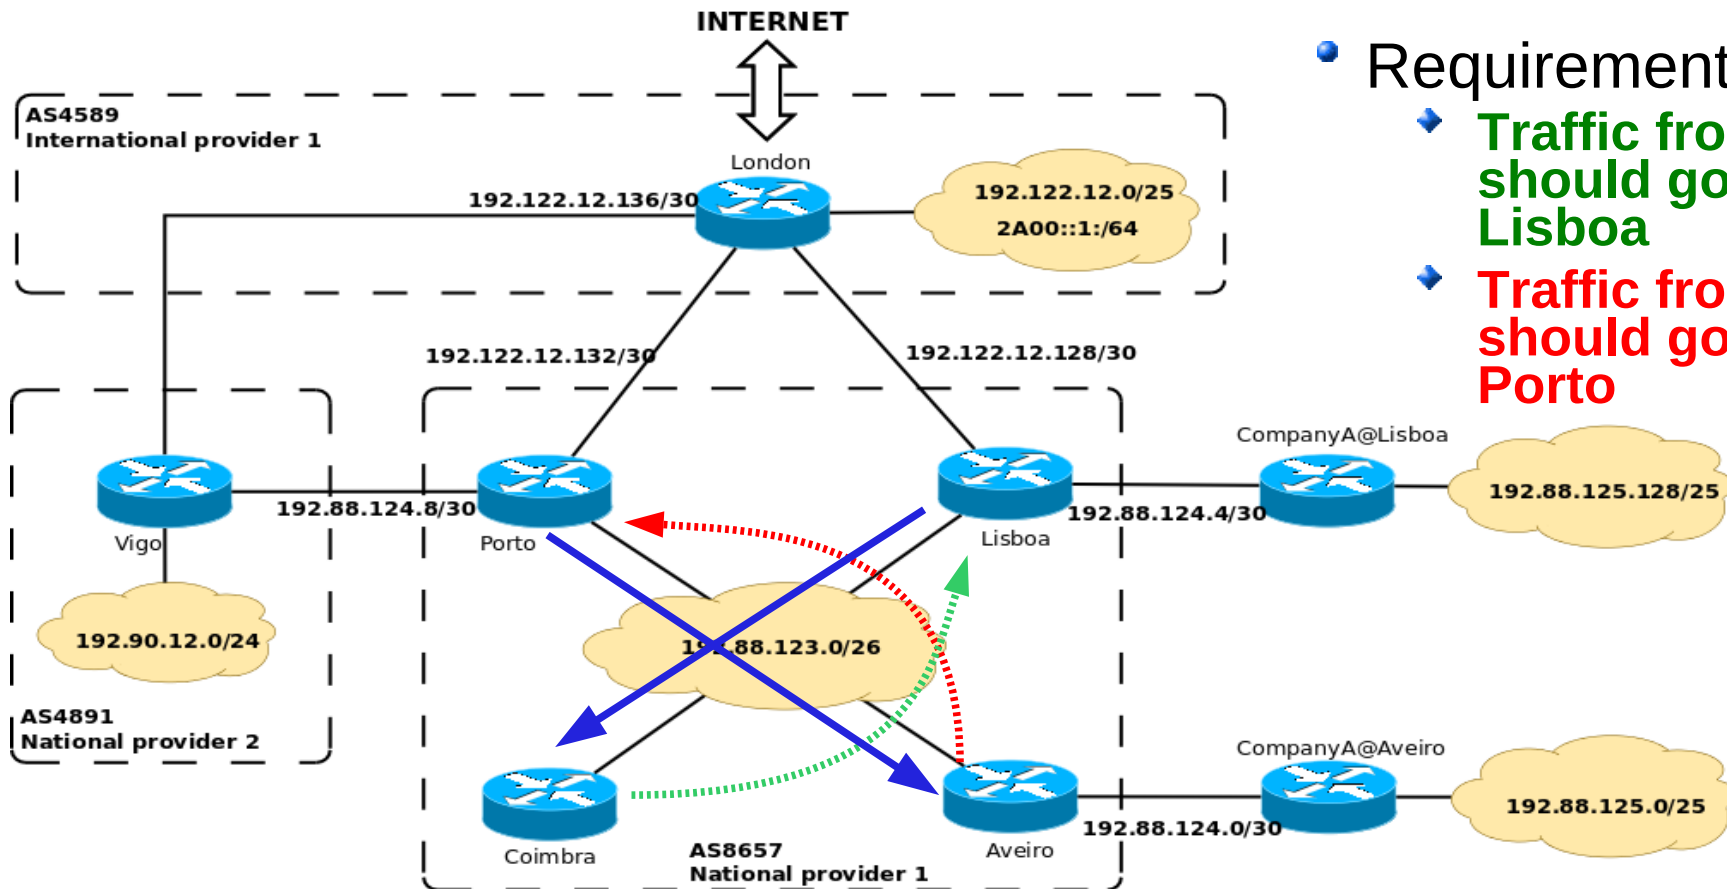 INTERNET
Requirement
AS4589
International provider 1
Traffic fro
should go
Lisboa
London
192.122.12.136/30
192.122.12.0/25
2A00::1:/64
Traffic fro
should go
Porto
192.122.12.132/30
192.122.12.128/30
CompanyA@Lisboa
192.88.125.128/25
192.88.124.8/30
192.88.124.4/30
Vigo
Porto
Lisboa
192.90.12.0/24
192.88.123.0/26
AS4891
National provider 2
CompanyA@Aveiro
192.88.125.0/25
192.88.124.0/30
Coimbra
AS8657
National provider 1
Aveiro